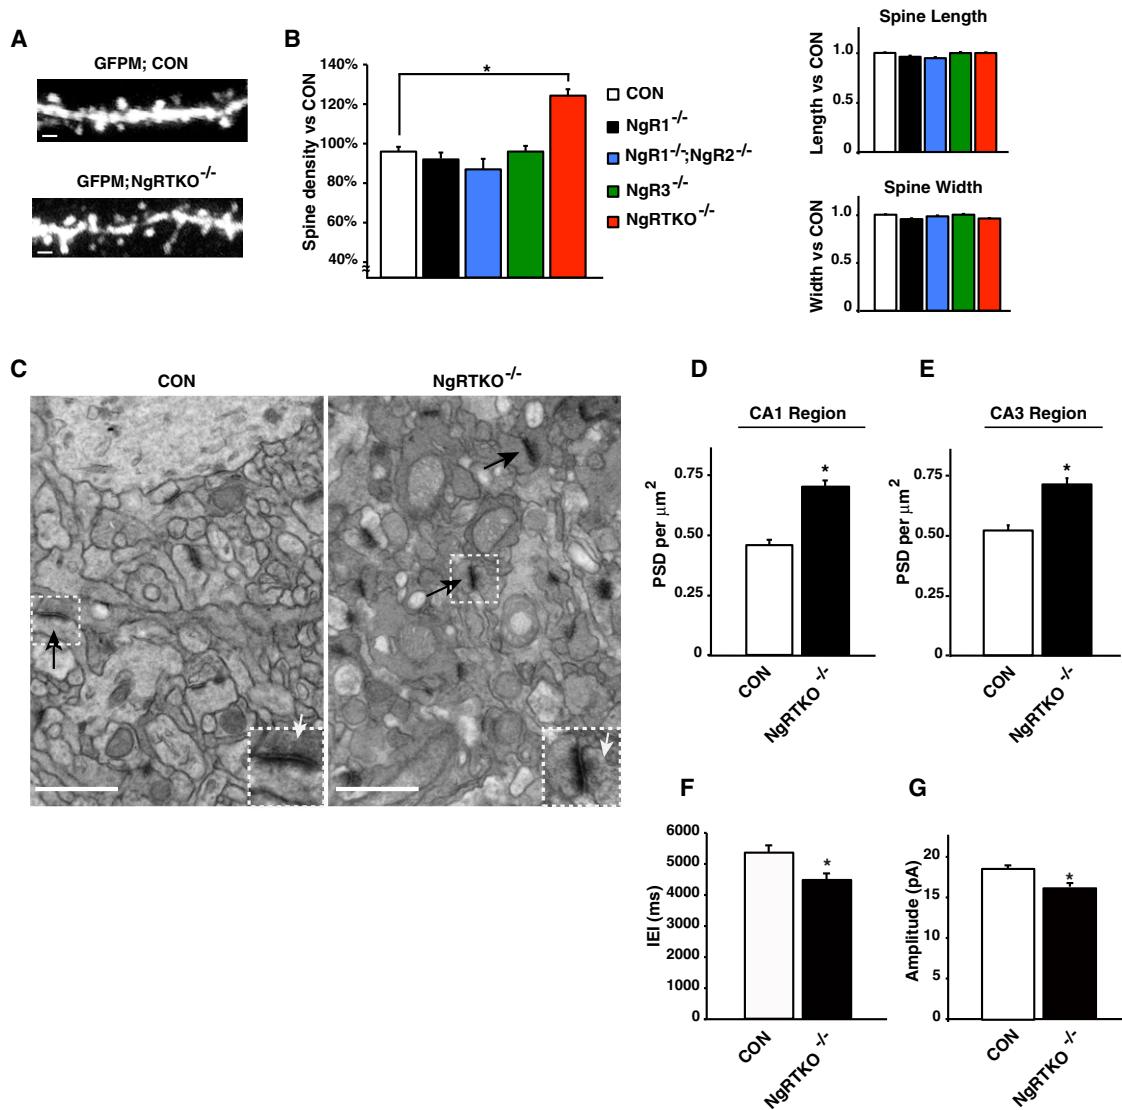 A
GFPM; CON
GFPM;NgRTKO-/-
B
Spine density vs CON
140%
120%
100%
80%
60%
40%
*
CON
NgR1-/-
NgR1-/-;NgR2-/-
NgR3-/-
NgRTKO-/-
Spine Length
Length vs CON
1.0
0.5
0
Spine Width
Width vs CON
1.0
0.5
0
C
CON
NgRTKO-/-
D
CA1 Region
PSD per μm2
0.75
0.50
0.25
0
*
CON
NgRTKO -/-
E
CA3 Region
PSD per μm2
0.75
0.50
0.25
0
*
CON
NgRTKO -/-
F
IEI (ms)
6000
5000
4000
3000
2000
1000
0
*
CON
NgRTKO -/-
G
Amplitude (pA)
20
15
10
5
0
*
CON
NgRTKO -/-